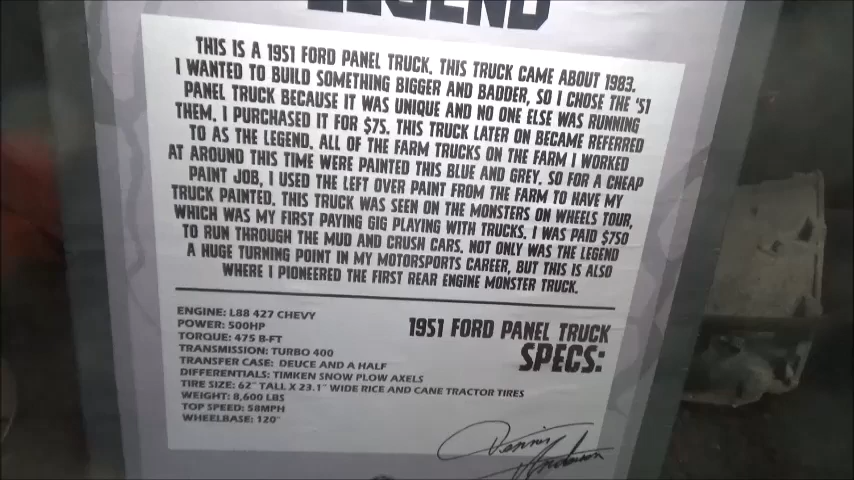 LEGEND
THIS IS A 1951 FORD PANEL TRUCK. THIS TRUCK CAME ABOUT 1983.
I WANTED TO BUILD SOMETHING BIGGER AND BADDER, SO I CHOSE THE '51
PANEL TRUCK BECAUSE IT WAS UNIQUE AND NO ONE ELSE WAS RUNNING
THEM. I PURCHASED IT FOR $75. THIS TRUCK LATER ON BECAME REFERRED
TO AS THE LEGEND. ALL OF THE FARM TRUCKS ON THE FARM I WORKED
AT AROUND THIS TIME WERE PAINTED THIS BLUE AND GREY. SO FOR A CHEAP
PAINT JOB, I USED THE LEFT OVER PAINT FROM THE FARM TO HAVE MY
TRUCK PAINTED. THIS TRUCK WAS SEEN ON THE MONSTERS ON WHEELS TOUR,
WHICH WAS MY FIRST PAYING GIG PLAYING WITH TRUCKS. I WAS PAID $750
TO RUN THROUGH THE MUD AND CRUSH CARS. NOT ONLY WAS THE LEGEND
A HUGE TURNING POINT IN MY MOTORSPORTS CAREER, BUT THIS IS ALSO
WHERE I PIONEERED THE FIRST REAR ENGINE MONSTER TRUCK.
1951 FORD PANEL TRUCK
SPECS:
ENGINE: L88 427 CHEVY
POWER: 500HP
TORQUE: 475 B-FT
TRANSMISSION: TURBO 400
TRANSFER CASE: DEUCE AND A HALF
DIFFERENTIALS: TIMKEN SNOW PLOW AXELS
TIRE SIZE: 62" TALL X 23.1" WIDE RICE AND CANE TRACTOR TIRES
WEIGHT: 8,600 LBS
TOP SPEED: 58MPH
WHEELBASE: 120"
Dennis Anderson